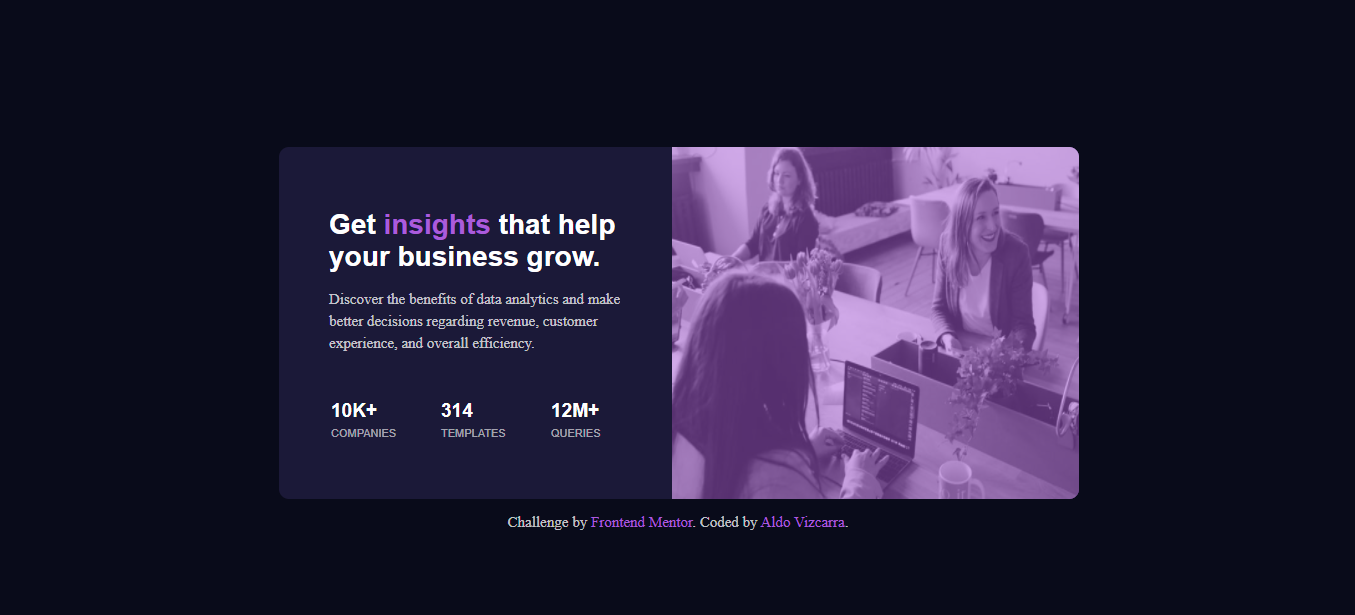 Get insights that help
your business grow.
Discover the benefits of data analytics and make
better decisions regarding revenue, customer
experience, and overall efficiency.
10K+ 314 12M+
COMPANIES TEMPLATES QUERIES
Challenge by Frontend Mentor. Coded by Aldo Vizcarra.